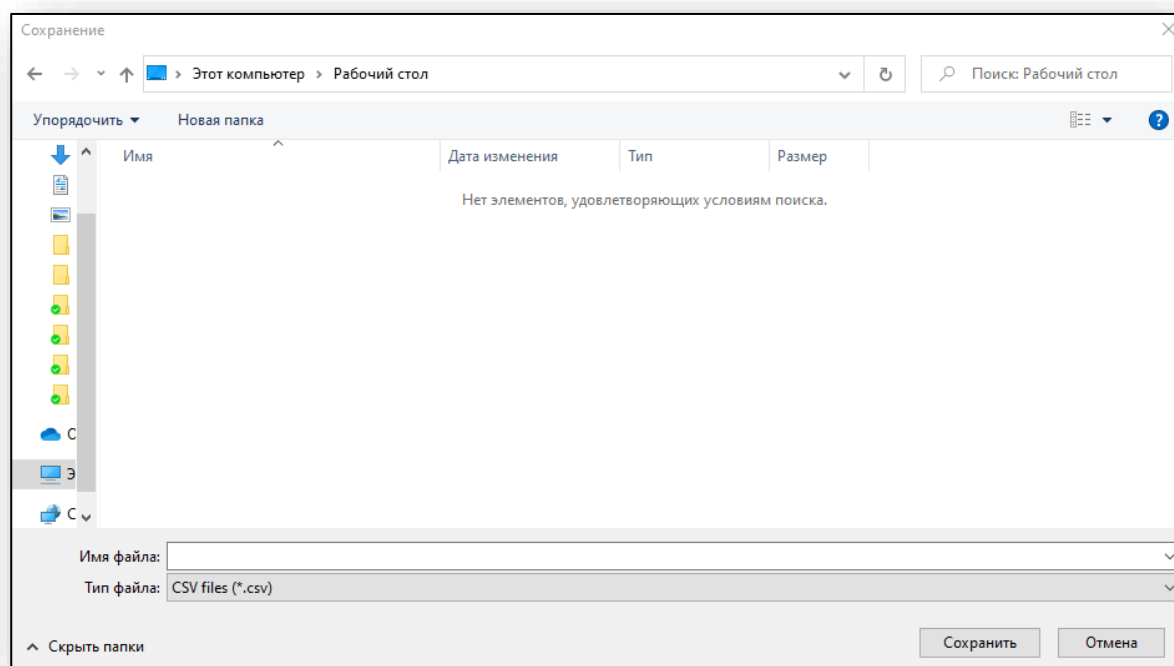 Сохранение
Этот компьютер › Рабочий стол
Поиск: Рабочий стол
Упорядочить Новая папка
Имя Дата изменения Тип Размер
Нет элементов, удовлетворяющих условиям поиска.
О
Э
С
Имя файла:
Тип файла: CSV files (*.csv)
Скрыть папки Сохранить Отмена